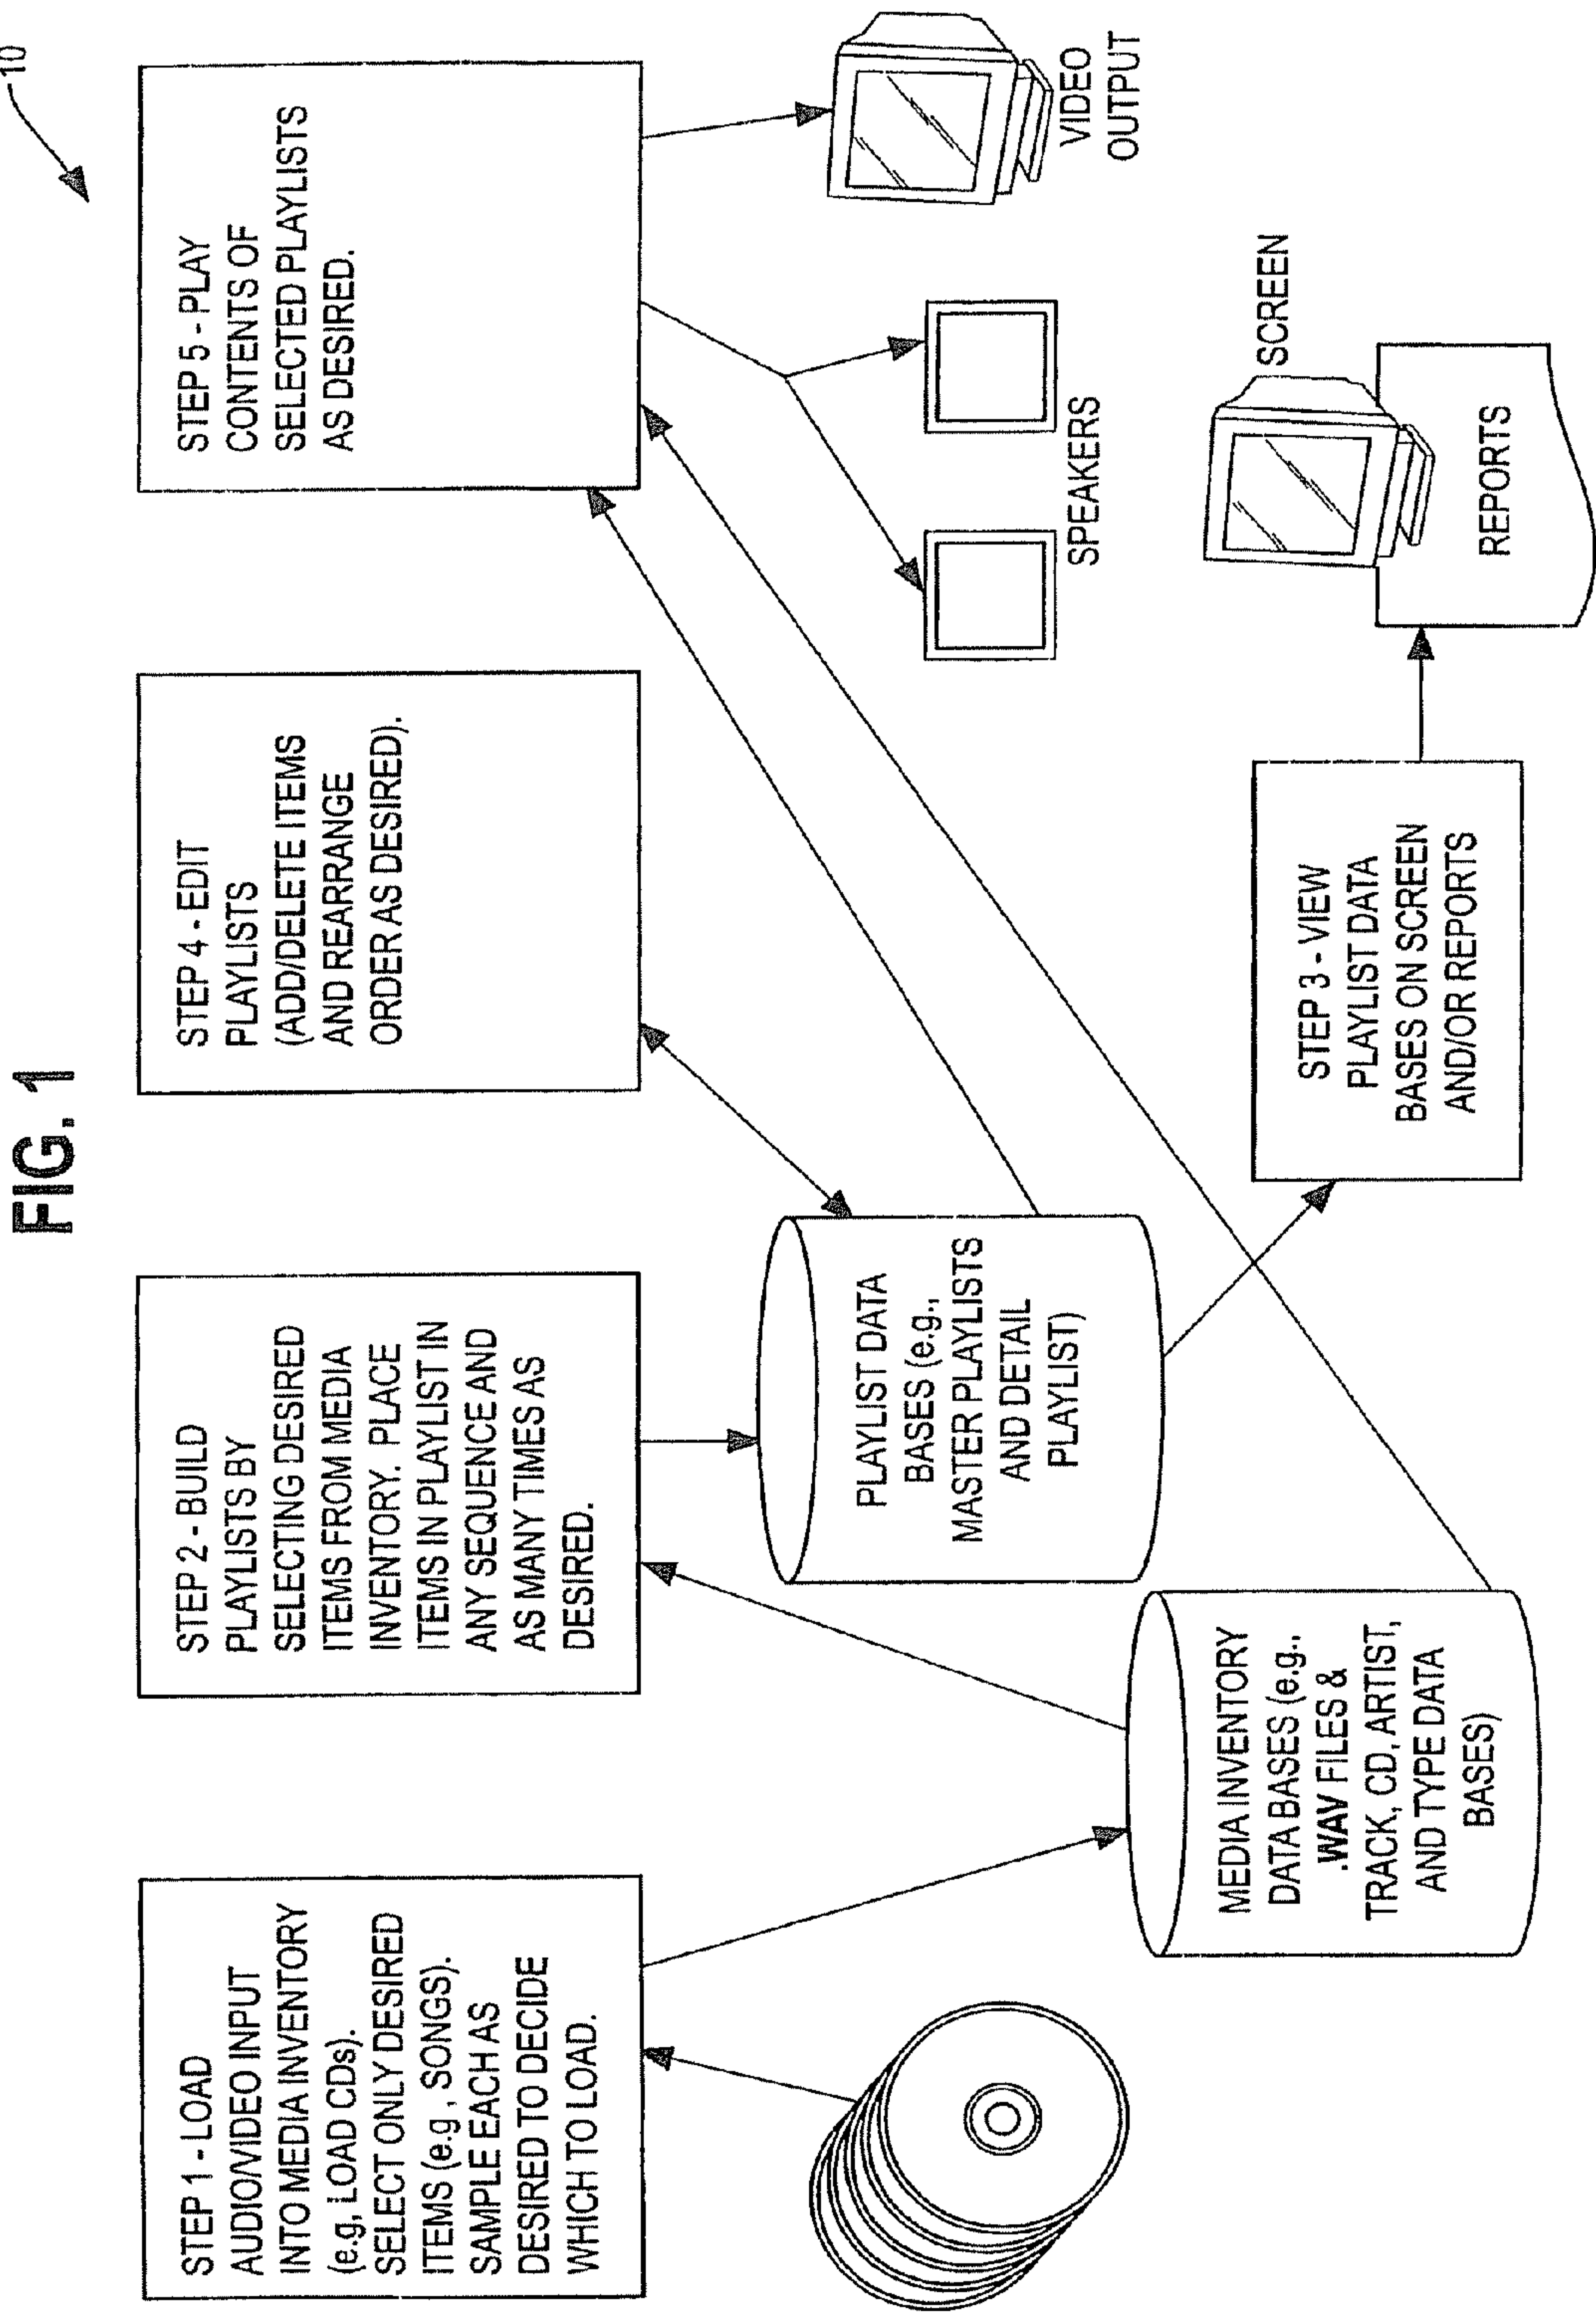 FIG. 1
10
STEP 1 - LOAD
AUDIO/VIDEO INPUT
INTO MEDIA INVENTORY
(e.g, LOAD CDs).
SELECT ONLY DESIRED
ITEMS (e.g , SONGS).
SAMPLE EACH AS
DESIRED TO DECIDE
WHICH TO LOAD.
STEP 2 - BUILD
PLAYLISTS BY
SELECTING DESIRED
ITEMS FROM MEDIA
INVENTORY. PLACE
ITEMS IN PLAYLIST IN
ANY SEQUENCE AND
AS MANY TIMES AS
DESIRED.
STEP 4 - EDIT
PLAYLISTS
(ADD/DELETE ITEMS
AND REARRANGE
ORDER AS DESIRED).
STEP 5 - PLAY
CONTENTS OF
SELECTED PLAYLISTS
AS DESIRED.
PLAYLIST DATA
BASES (e.g.,
MASTER PLAYLISTS
AND DETAIL
PLAYLIST)
SPEAKERS
VIDEO
OUTPUT
MEDIA INVENTORY
DATA BASES (e.g.,
.WAV FILES &
TRACK, CD, ARTIST,
AND TYPE DATA
BASES)
STEP 3 - VIEW
PLAYLIST DATA
BASES ON SCREEN
AND/OR REPORTS
SCREEN
REPORTS